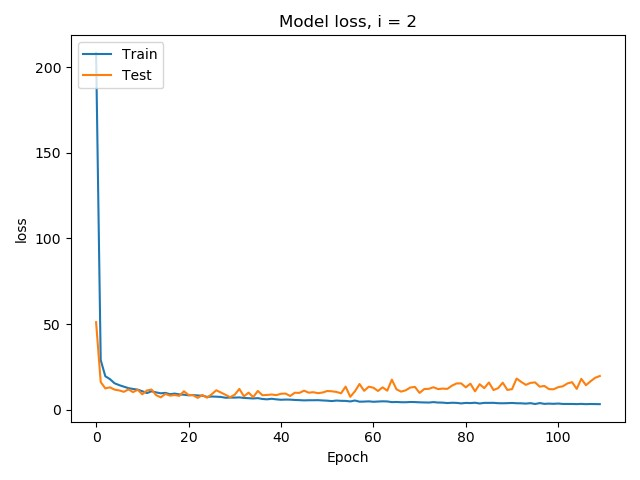 Model loss, i = 2
Train
Test
loss
200
150
100
50
0
0 20 40 60 80 100
Epoch